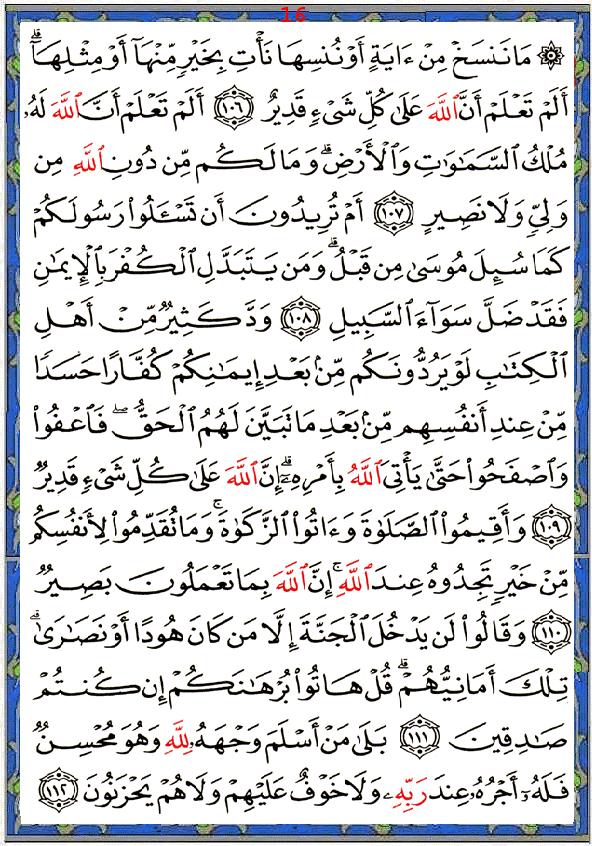 16
۞ مَا نَنسَخْ مِنْ ءَايَةٍ أَوْ نُنسِهَا نَأْتِ بِخَيْرٍ مِّنْهَآ أَوْ مِثْلِهَآ ۗ
أَلَمْ تَعْلَمْ أَنَّ ٱللَّهَ عَلَىٰ كُلِّ شَىْءٍ قَدِيرٌ ﴿١٠٦﴾ أَلَمْ تَعْلَمْ أَنَّ ٱللَّهَ لَهُۥ
مُلْكُ ٱلسَّمَـٰوَٰتِ وَٱلْأَرْضِ ۗ وَمَا لَكُم مِّن دُونِ ٱللَّهِ مِن
وَلِىٍّ وَلَا نَصِيرٍ ﴿١٠٧﴾ أَمْ تُرِيدُونَ أَن تَسْـَٔلُوا۟ رَسُولَكُمْ
كَمَا سُئِلَ مُوسَىٰ مِن قَبْلُ ۗ وَمَن يَتَبَدَّلِ ٱلْكُفْرَ بِٱلْإِيمَـٰنِ
فَقَدْ ضَلَّ سَوَآءَ ٱلسَّبِيلِ ﴿١٠٨﴾ وَدَّ كَثِيرٌ مِّنْ أَهْلِ
ٱلْكِتَـٰبِ لَوْ يَرُدُّونَكُم مِّنۢ بَعْدِ إِيمَـٰنِكُمْ كُفَّارًا حَسَدًا
مِّنْ عِندِ أَنفُسِهِم مِّنۢ بَعْدِ مَا تَبَيَّنَ لَهُمُ ٱلْحَقُّ ۖ فَٱعْفُوا۟
وَٱصْفَحُوا۟ حَتَّىٰ يَأْتِىَ ٱللَّهُ بِأَمْرِهِۦٓ ۗ إِنَّ ٱللَّهَ عَلَىٰ كُلِّ شَىْءٍ قَدِيرٌ
﴿١٠٩﴾ وَأَقِيمُوا۟ ٱلصَّلَوٰةَ وَءَاتُوا۟ ٱلزَّكَوٰةَ ۚ وَمَا تُقَدِّمُوا۟ لِأَنفُسِكُم
مِّنْ خَيْرٍ تَجِدُوهُ عِندَ ٱللَّهِ ۗ إِنَّ ٱللَّهَ بِمَا تَعْمَلُونَ بَصِيرٌ
﴿١١٠﴾ وَقَالُوا۟ لَن يَدْخُلَ ٱلْجَنَّةَ إِلَّا مَن كَانَ هُودًا أَوْ نَصَـٰرَىٰ ۗ
تِلْكَ أَمَانِيُّهُمْ ۗ قُلْ هَاتُوا۟ بُرْهَـٰنَكُمْ إِن كُنتُمْ
صَـٰدِقِينَ ﴿١١١﴾ بَلَىٰ مَنْ أَسْلَمَ وَجْهَهُۥ لِلَّهِ وَهُوَ مُحْسِنٌ
فَلَهُۥٓ أَجْرُهُۥ عِندَ رَبِّهِۦ وَلَا خَوْفٌ عَلَيْهِمْ وَلَا هُمْ يَحْزَنُونَ ﴿١١٢﴾